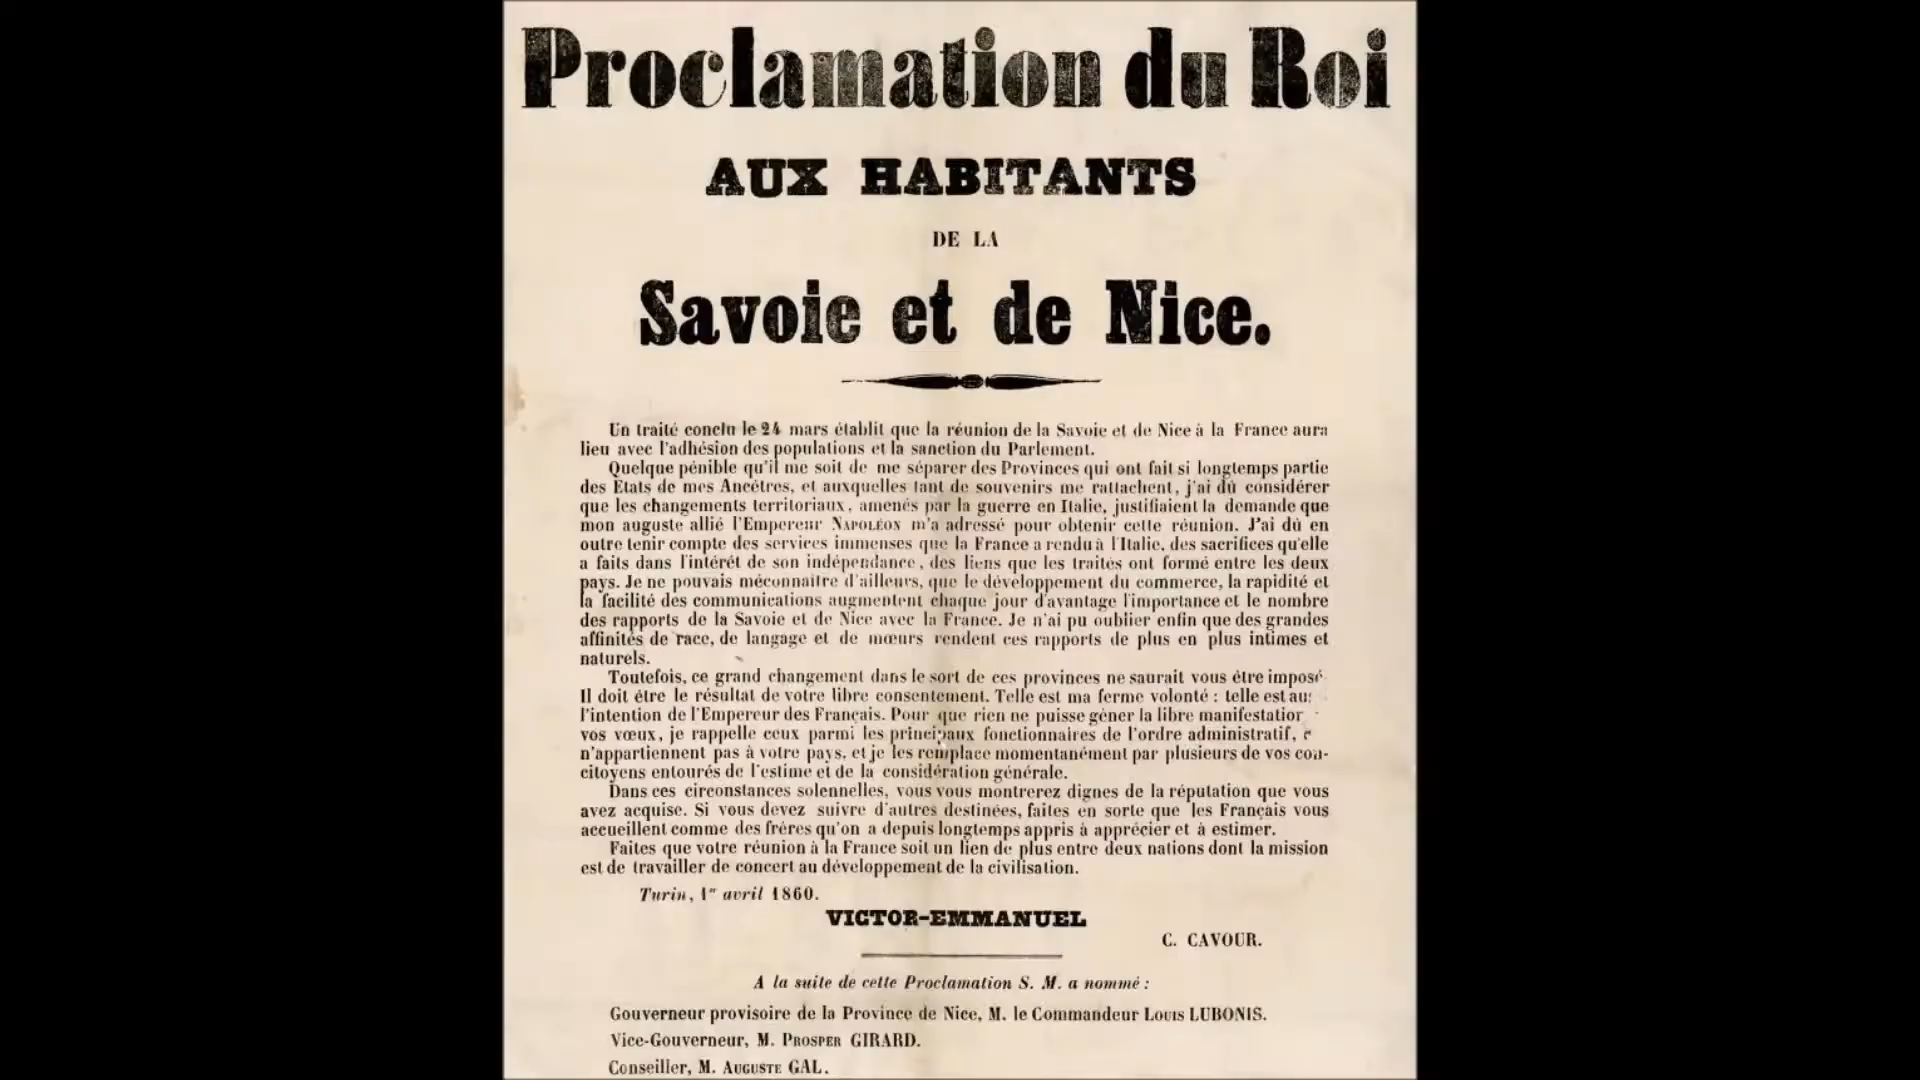 Proclamation du Roi
AUX HABITANTS
DE LA
Savoie et de Nice.
Un traité conclu le 24 mars établit que la réunion de la Savoie et de Nice à la France aura
lieu avec l'adhésion des populations et la sanction du Parlement.
Quelque pénible qu'il me soit de me séparer des Provinces qui ont fait si longtemps partie
des Etats de mes Ancêtres, et auxquelles tant de souvenirs me rattachent, j'ai dû considérer
que les changements territoriaux, amenés par la guerre en Italie, justifiaient la demande que
mon auguste allié l'Empereur NAPOLÉON m'a adressé pour obtenir cette réunion. J'ai dû en
outre tenir compte des services immenses que la France a rendu à l'Italie, des sacrifices qu'elle
a faits dans l'intérêt de son indépendance, des liens que les traités ont formé entre les deux
pays. Je ne pouvais méconnaître d'ailleurs, que le développement du commerce, la rapidité et
la facilité des communications augmentent chaque jour d'avantage l'importance et le nombre
des rapports de la Savoie et de Nice avec la France. Je n'ai pu oublier enfin que des grandes
affinités de race, de langage et de mœurs rendent ces rapports de plus en plus intimes et
naturels.
Toutefois, ce grand changement dans le sort de ces provinces ne saurait vous être imposé
Il doit être le résultat de votre libre consentement. Telle est ma ferme volonté : telle est
l'intention de l'Empereur des Français. Pour que rien ne puisse gêner la libre
vos vœux, je rappelle ceux parmi les principaux fonctionnaires de l'ordre administratif,
n'appartiennent pas à votre pays, et je les remplace momentanément par plusieurs de vos con-
citoyens entourés de l'estime et de la considération générale.
Dans ces circonstances solennelles, vous vous montrerez dignes de la réputation que vous
avez acquise. Si vous devez suivre d'autres destinées, faites en sorte que les Français vous
accueillent comme des frères qu'on a depuis longtemps appris à apprécier et à estimer.
Faites que votre réunion à la France soit un lien de plus entre deux nations dont la mission
est de travailler de concert au développement de la civilisation.
Turin, 1er avril 1860.
VICTOR-EMMANUEL
C. CAVOUR.
A la suite de cette Proclamation S. M. a nommé :
Gouverneur provisoire de la Province de Nice, M. le Commandeur Louis LUBONIS.
Vice-Gouverneur, M. PROSPER GIRARD.
Conseiller, M. AUGUSTE GAL.